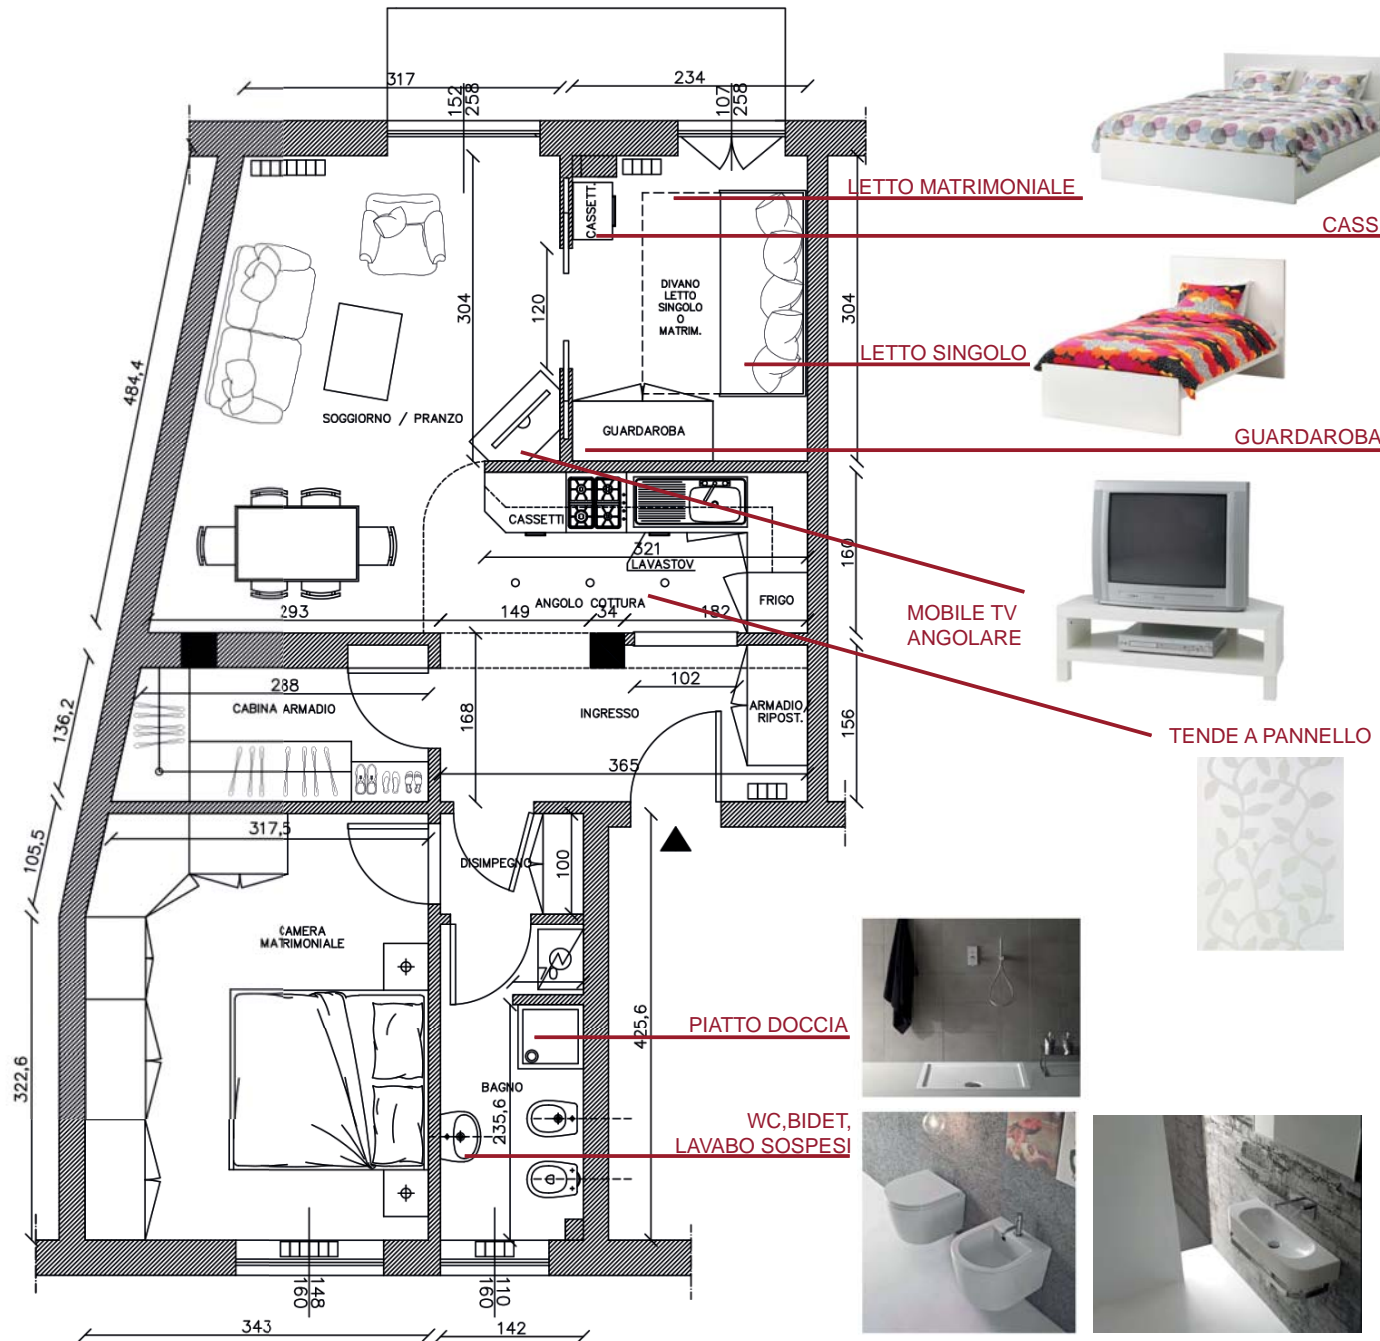 317
234
152
258
107
258
LETTO MATRIMONIALE
CASSETT.
CASS
DIVANO
LETTO
SINGOLO
O
MATRIM.
304
120
304
LETTO SINGOLO
484,4
SOGGIORNO / PRANZO
GUARDAROBA
GUARDAROBA
CASSETTI
321
LAVASTOV
160
FRIGO
ANGOLO COTTURA
293
149
34
182
MOBILE TV
ANGOLARE
288
CABINA ARMADIO
136,2
168
INGRESSO
102
ARMADIO/
RIPOST.
156
TENDE A PANNELLO
365
317,5
105,5
DISIMPEGNO
100
CAMERA
MATRIMONIALE
70
PIATTO DOCCIA
425,6
322,6
BAGNO
235,6
WC,BIDET,
LAVABO SOSPESI
148
160
110
160
343
142